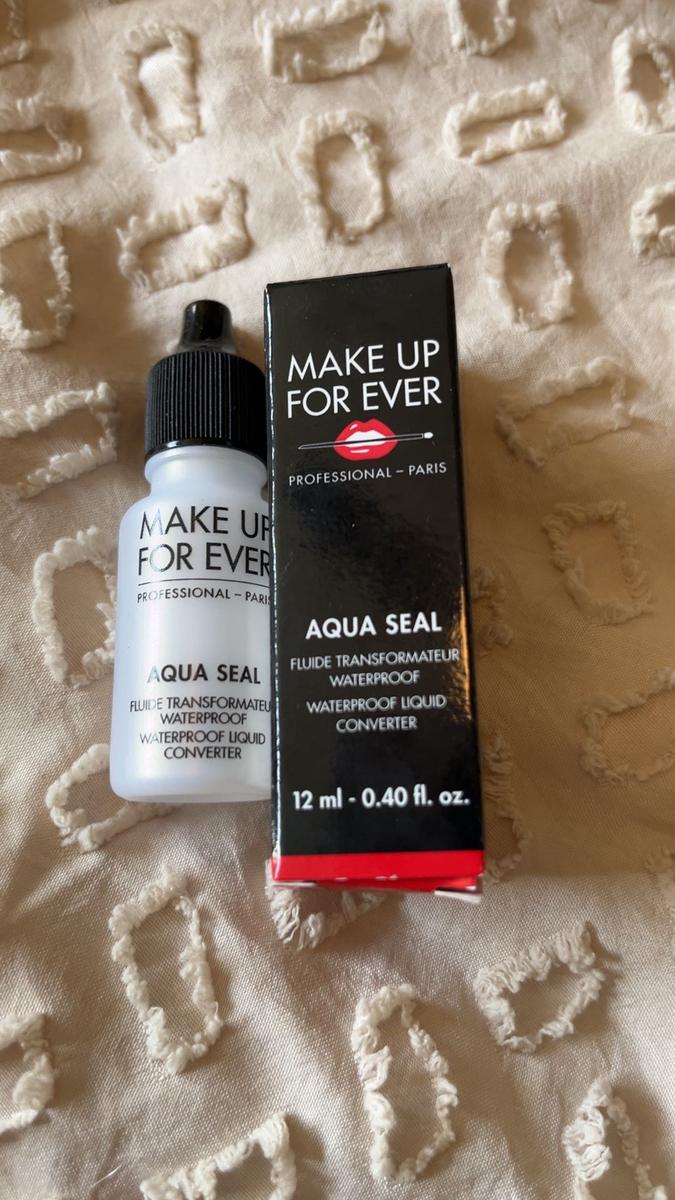 MAKE UP
FOR EVER
PROFESSIONAL – PARIS
AQUA SEAL
FLUIDE TRANSFORMATEU
WATERPROOF
WATERPROOF LIQUID
CONVERTER
MAKE UP
FOR EVER
PROFESSIONAL – PARIS
AQUA SEAL
FLUIDE TRANSFORMATEUR
WATERPROOF
WATERPROOF LIQUID
CONVERTER
12 ml - 0.40 fl. oz.